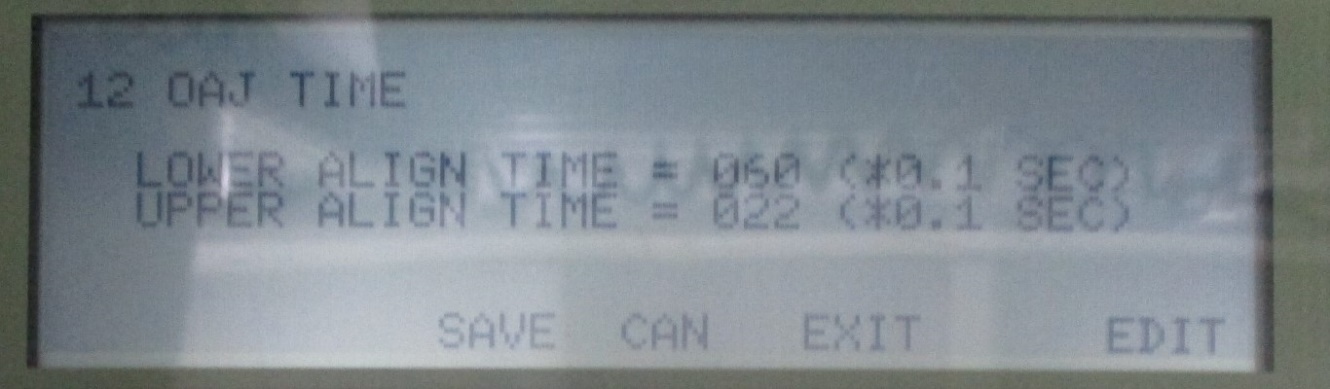 12 OAJ TIME
LOWER ALIGN TIME = 060 (*0.1 SEC)
UPPER ALIGN TIME = 022 (*0.1 SEC)
SAVE CAN EXIT EDIT